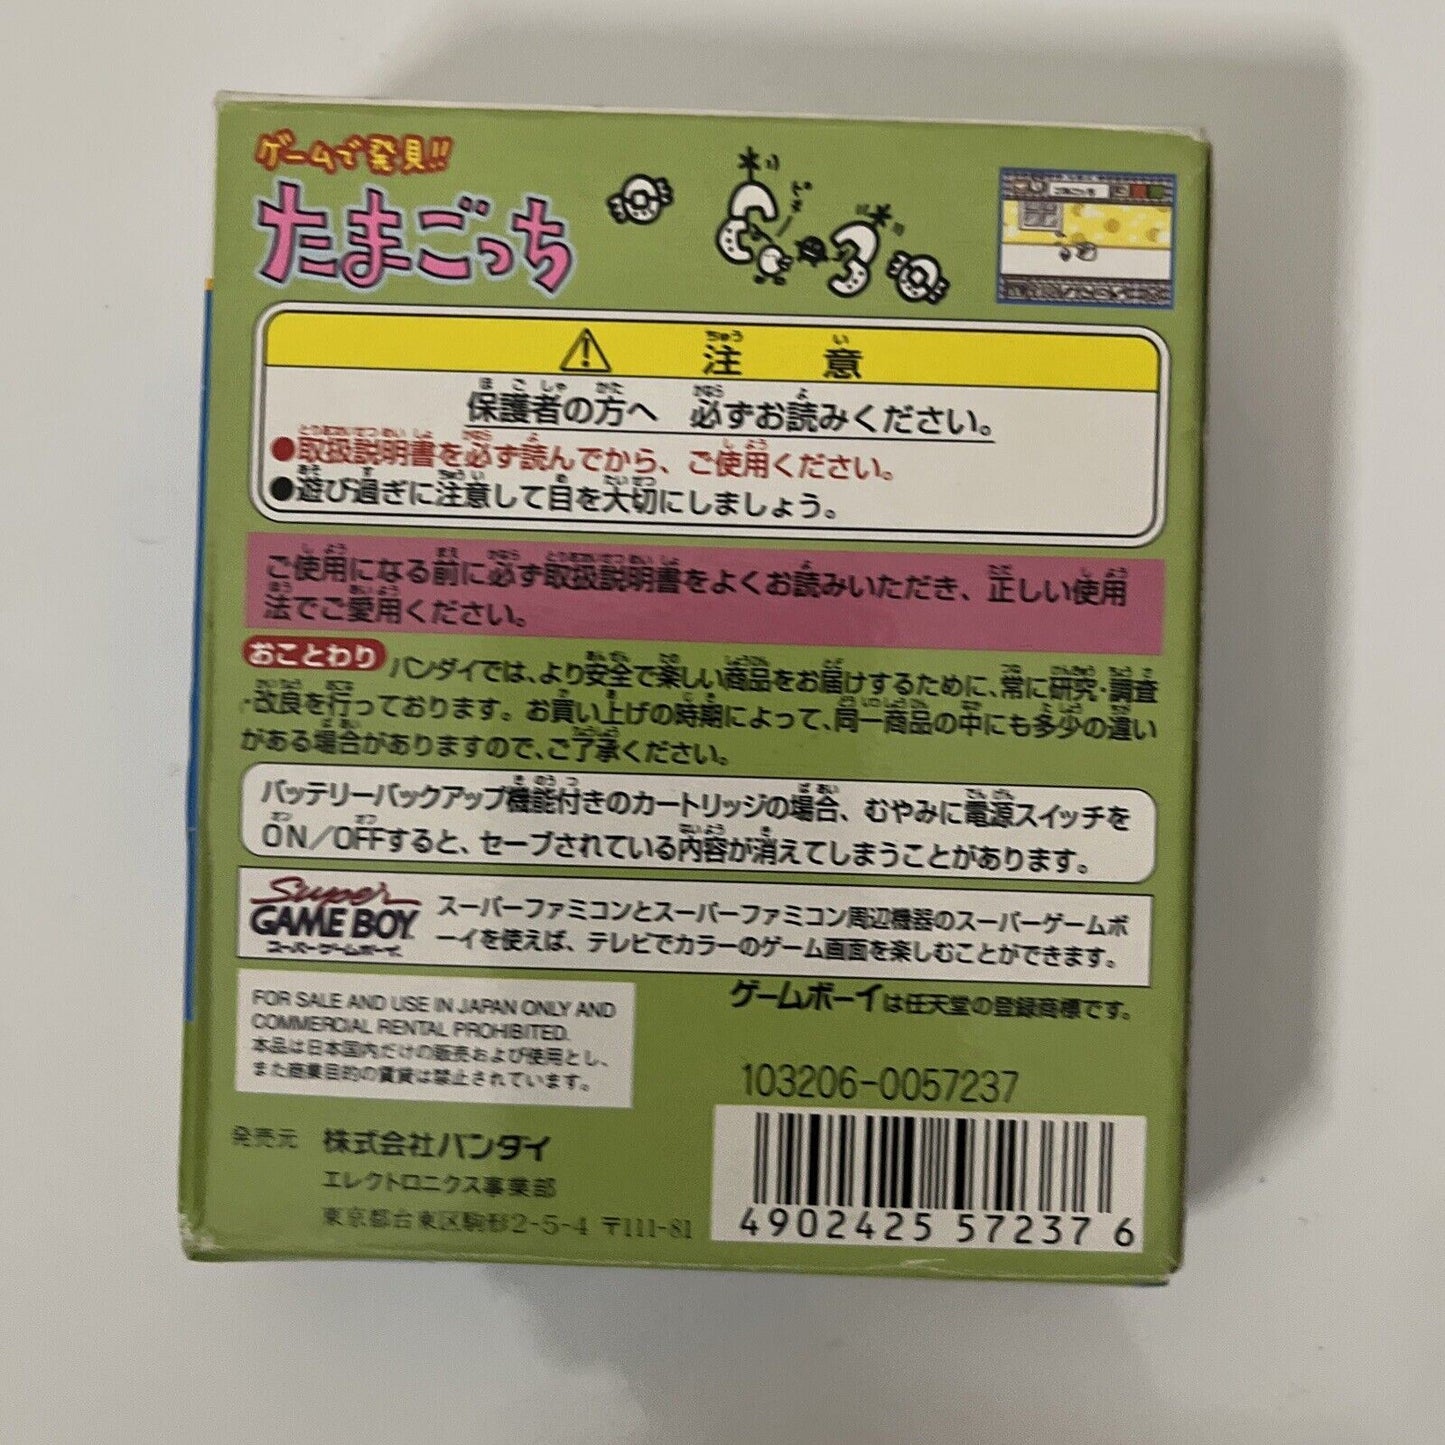 ゲームで発見!!
たまごっち
注意
保護者の方へ 必ずお読みください。
●取扱説明書を必ず読んでから、ご使用ください。
●遊び過ぎに注意して目を大切にしましょう。
ご使用になる前に必ず取扱説明書をよくお読みいただき、正しい使用
法でご愛用ください。
おことわり バンダイでは、より安全で楽しい商品をお届けするために、常に研究・調査
・改良を行っております。お買い上げの時期によって、同一商品の中にも多少の違い
がある場合がありますので、ご了承ください。
バッテリーバックアップ機能付きのカートリッジの場合、むやみに電源スイッチを
ON/OFFすると、セーブされている内容が消えてしまうことがあります。
Super
GAME BOY
スーパーゲームボーイ
スーパーファミコンとスーパーファミコン周辺機器のスーパーゲームボ
ーイを使えば、テレビでカラーのゲーム画面を楽しむことができます。
FOR SALE AND USE IN JAPAN ONLY AND
COMMERCIAL RENTAL PROHIBITED.
本品は日本国内だけの販売および使用とし、
また商業目的の賃貸は禁止されています。
ゲームボーイは任天堂の登録商標です。
103206-0057237
発売元 株式会社バンダイ
エレクトロニクス事業部
東京都台東区駒形2-5-4 〒111-81
4902425 57237 6